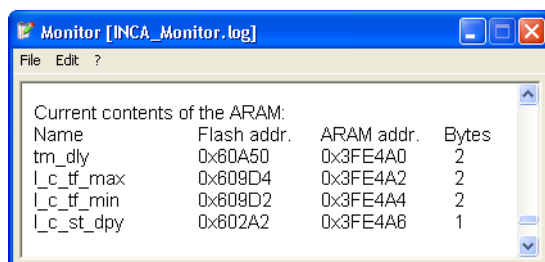 Monitor [INCA_Monitor.log]
File Edit ?
Current contents of the ARAM:
Name Flash addr. ARAM addr. Bytes
tm_dly 0x60A50 0x3FE4A0 2
l_c_tf_max 0x609D4 0x3FE4A2 2
l_c_tf_min 0x609D2 0x3FE4A4 2
l_c_st_dpy 0x602A2 0x3FE4A6 1